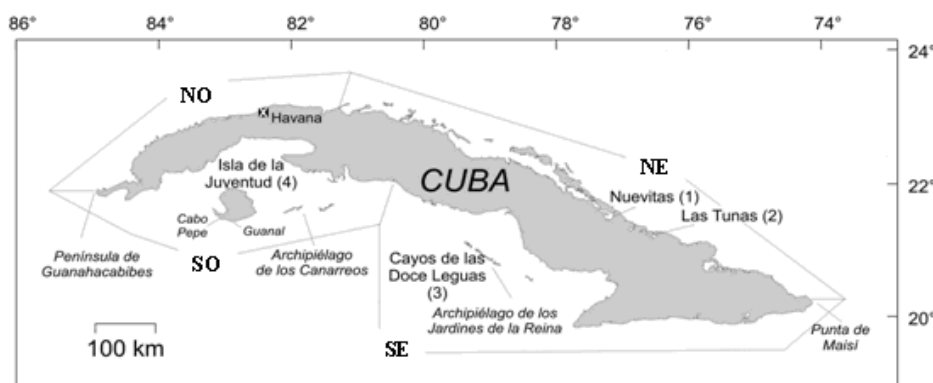 86°
84°
82°
80°
78°
76°
74°
24°
NO
Havana
Isla de la
Juventud (4)
CUBA
NE
22°
Nuevitas (1)
Las Tunas (2)
Cabo
Pepe
Guanal
Península de
Guanahacabibes
SO
Archipiélago
de los Canarreos
Cayos de las
Doce Leguas
(3)
Archipiélago de los
Jardines de la Reina
20°
Punta de
Maisí
100 km
SE